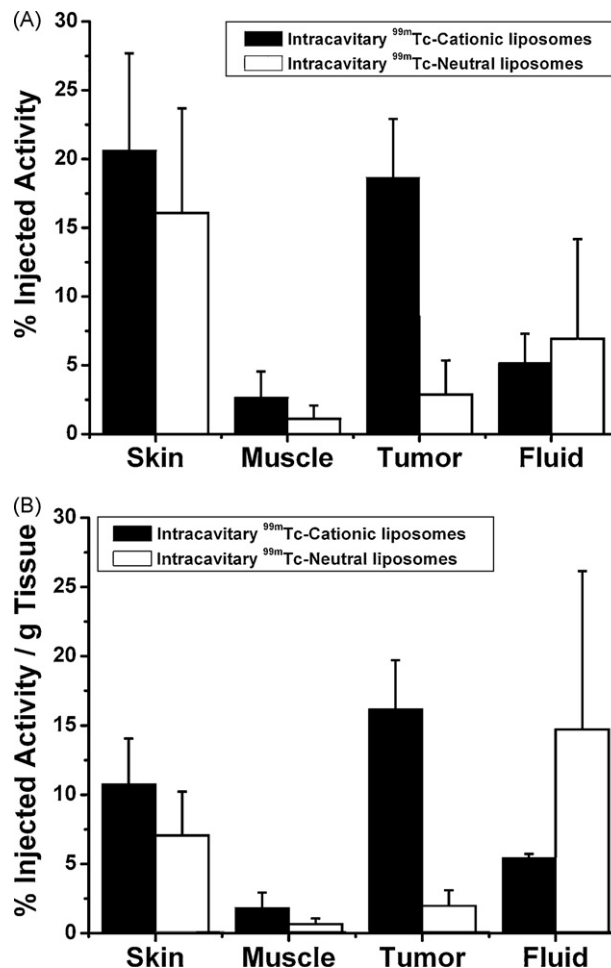 (A)
Intracavitary ⁹⁹ᵐTc-Cationic liposomes
Intracavitary ⁹⁹ᵐTc-Neutral liposomes
% Injected Activity
30
25
20
15
10
5
0
Skin Muscle Tumor Fluid
(B)
Intracavitary ⁹⁹ᵐTc-Cationic liposomes
Intracavitary ⁹⁹ᵐTc-Neutral liposomes
% Injected Activity / g Tissue
30
25
20
15
10
5
0
Skin Muscle Tumor Fluid